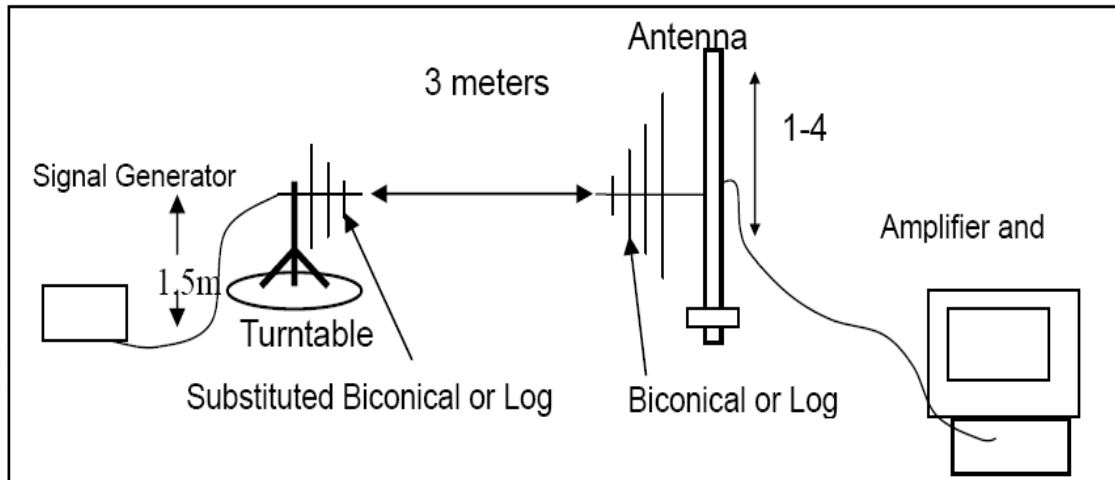 Antenna
3 meters
1-4
Signal Generator
Amplifier and
1.5m
Turntable
Substituted Biconical or Log
Biconical or Log